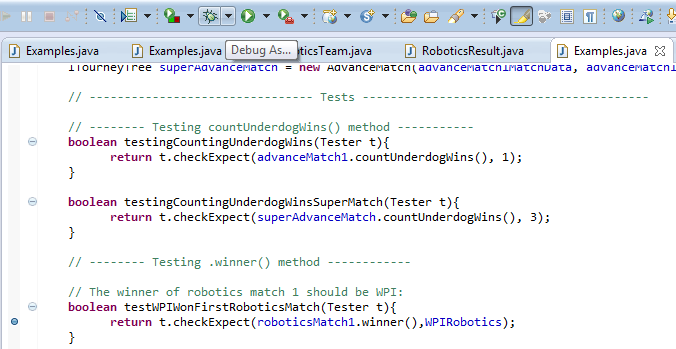 Examples.java
Examples.java
Debug As...
oticsTeam.java
RoboticsResult.java
Examples.java
ITourneyTree superAdvanceMatch = new AdvanceMatch(advanceMatch1MatchData, advanceMatch1
// -------------------------------- Tests -----------------------------------------
// -------- Testing countUnderdogWins() method -----------
boolean testingCountingUnderdogWins(Tester t){
return t.checkExpect(advanceMatch1.countUnderdogWins(), 1);
}
boolean testingCountingUnderdogWinsSuperMatch(Tester t){
return t.checkExpect(superAdvanceMatch.countUnderdogWins(), 3);
}
// -------- Testing .winner() method ------------
// The winner of robotics match 1 should be WPI:
boolean testWPIWonFirstRoboticsMatch(Tester t){
return t.checkExpect(roboticsMatch1.winner(),WPIRobotics);
}